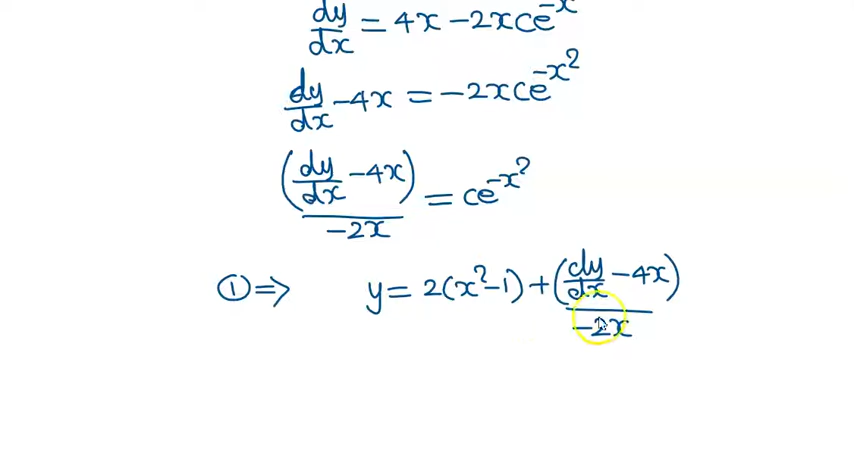 dy/dx = 4x - 2xce^-x²
dy/dx - 4x = -2xce^-x²
(dy/dx - 4x)/-2x = ce^-x²
① ⇒ y = 2(x² - 1) + (dy/dx - 4x)/-2x